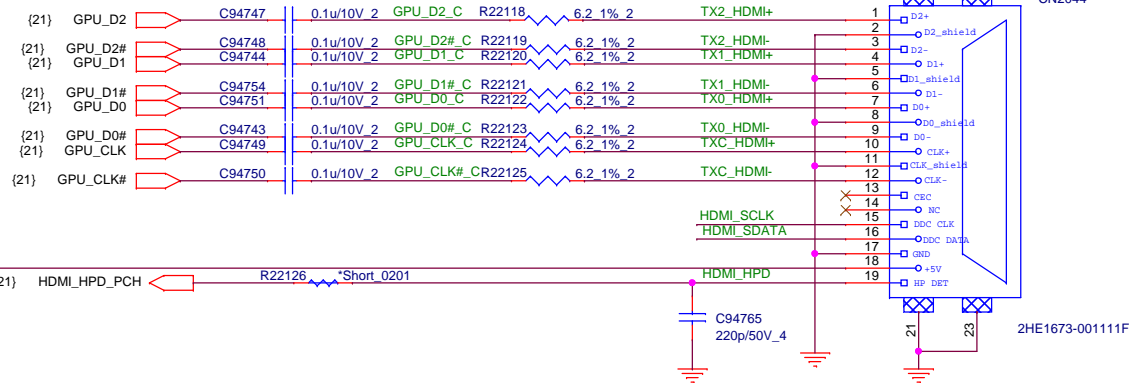 CN2044
{21} GPU_D2 C94747 0.1u/10V_2 GPU_D2_C R22118 6.2_1%_2 TX2_HDMI+ 1 D2+
2 D2_shield
{21} GPU_D2# C94748 0.1u/10V_2 GPU_D2#_C R22119 6.2_1%_2 TX2_HDMI- 3 D2-
{21} GPU_D1 C94744 0.1u/10V_2 GPU_D1_C R22120 6.2_1%_2 TX1_HDMI+ 4 D1+
5 D1_shield
{21} GPU_D1# C94754 0.1u/10V_2 GPU_D1#_C R22121 6.2_1%_2 TX1_HDMI- 6 D1-
{21} GPU_D0 C94751 0.1u/10V_2 GPU_D0_C R22122 6.2_1%_2 TX0_HDMI+ 7 D0+
8 D0_shield
{21} GPU_D0# C94743 0.1u/10V_2 GPU_D0#_C R22123 6.2_1%_2 TX0_HDMI- 9 D0-
{21} GPU_CLK C94749 0.1u/10V_2 GPU_CLK_C R22124 6.2_1%_2 TXC_HDMI+ 10 CLK+
11 CLK_shield
{21} GPU_CLK# C94750 0.1u/10V_2 GPU_CLK#_C R22125 6.2_1%_2 TXC_HDMI- 12 CLK-
13 CEC
14 NC
HDMI_SCLK 15 DDC CLK
HDMI_SDATA 16 DDC DATA
17 GND
18 +5V
21} HDMI_HPD_PCH R22126 *Short_0201 HDMI_HPD 19 HP DET
C94765
220p/50V_4
21 23
2HE1673-001111F